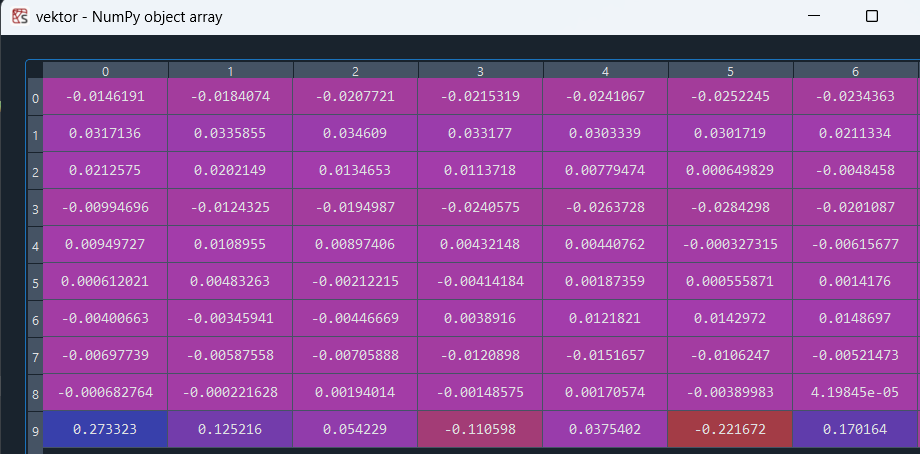 vektor - NumPy object array
0 1 2 3 4 5 6
0 -0.0146191 -0.0184074 -0.0207721 -0.0215319 -0.0241067 -0.0252245 -0.0234363
1 0.0317136 0.0335855 0.034609 0.033177 0.0303339 0.0301719 0.0211334
2 0.0212575 0.0202149 0.0134653 0.0113718 0.00779474 0.000649829 -0.0048458
3 -0.00994696 -0.0124325 -0.0194987 -0.0240575 -0.0263728 -0.0284298 -0.0201087
4 0.00949727 0.0108955 0.00897406 0.00432148 0.00440762 -0.000327315 -0.00615677
5 0.000612021 0.00483263 -0.00212215 -0.00414184 0.00187359 0.000555871 0.0014176
6 -0.00400663 -0.00345941 -0.00446669 0.0038916 0.0121821 0.0142972 0.0148697
7 -0.00697739 -0.00587558 -0.00705888 -0.0120898 -0.0151657 -0.0106247 -0.00521473
8 -0.000682764 -0.000221628 0.00194014 -0.00148575 0.00170574 -0.00389983 4.19845e-05
9 0.273323 0.125216 0.054229 -0.110598 0.0375402 -0.221672 0.170164